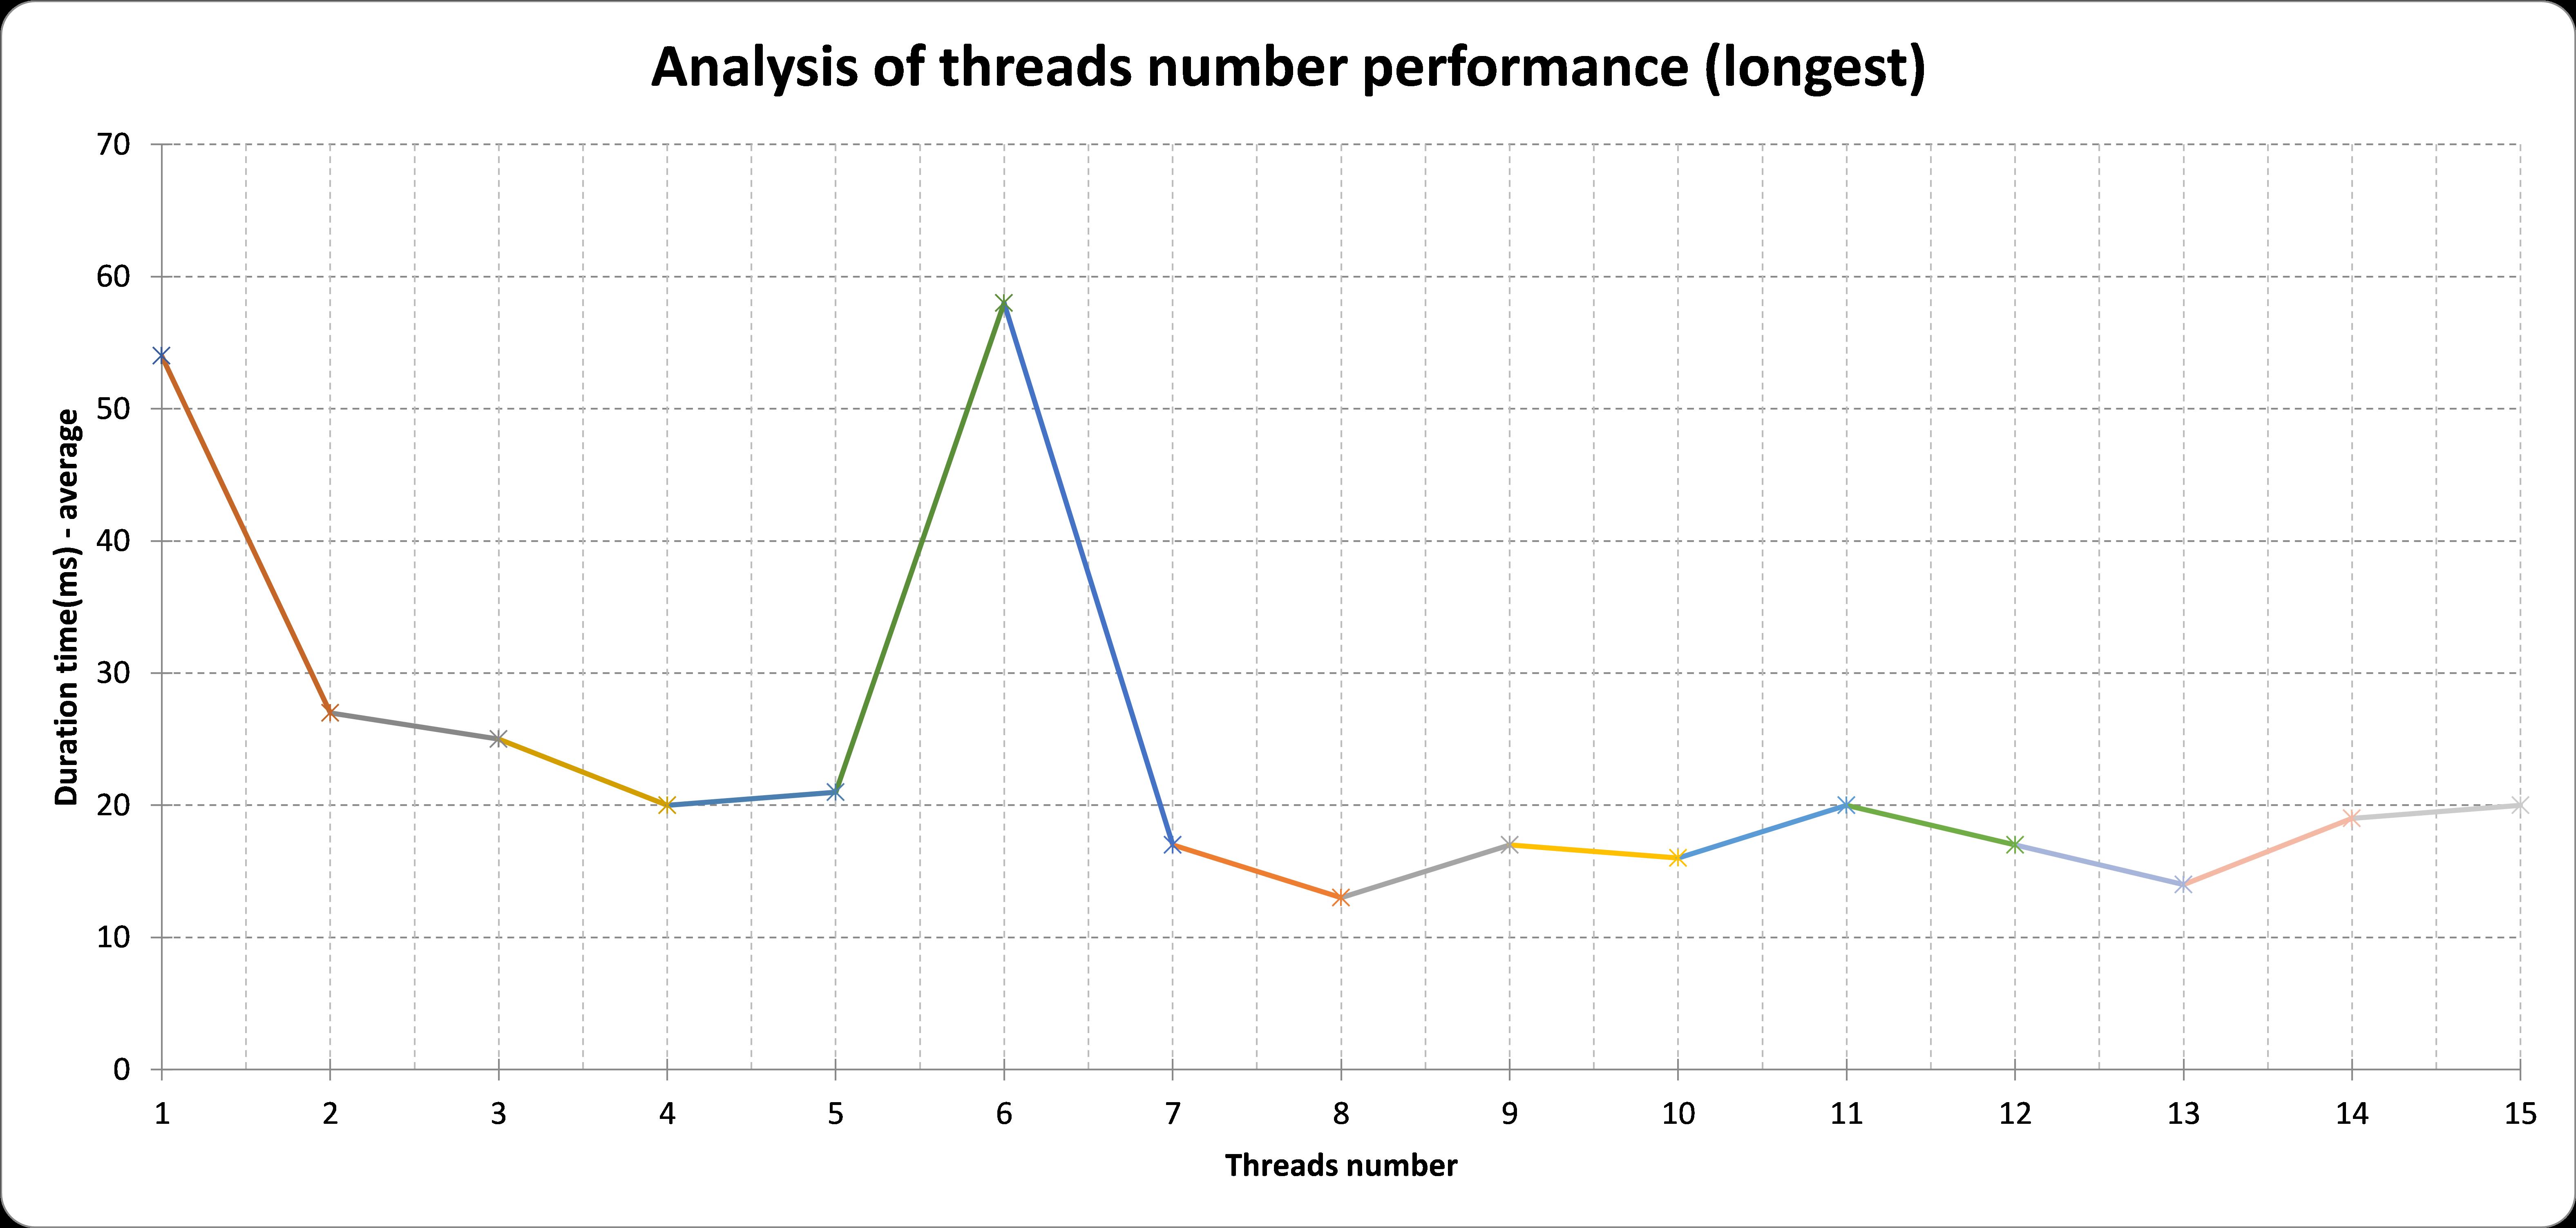 Analysis of threads number performance (longest)
70
60
50
40
30
20
10
0
Duration time(ms) - average
1 2 3 4 5 6 7 8 9 10 11 12 13 14 15
Threads number